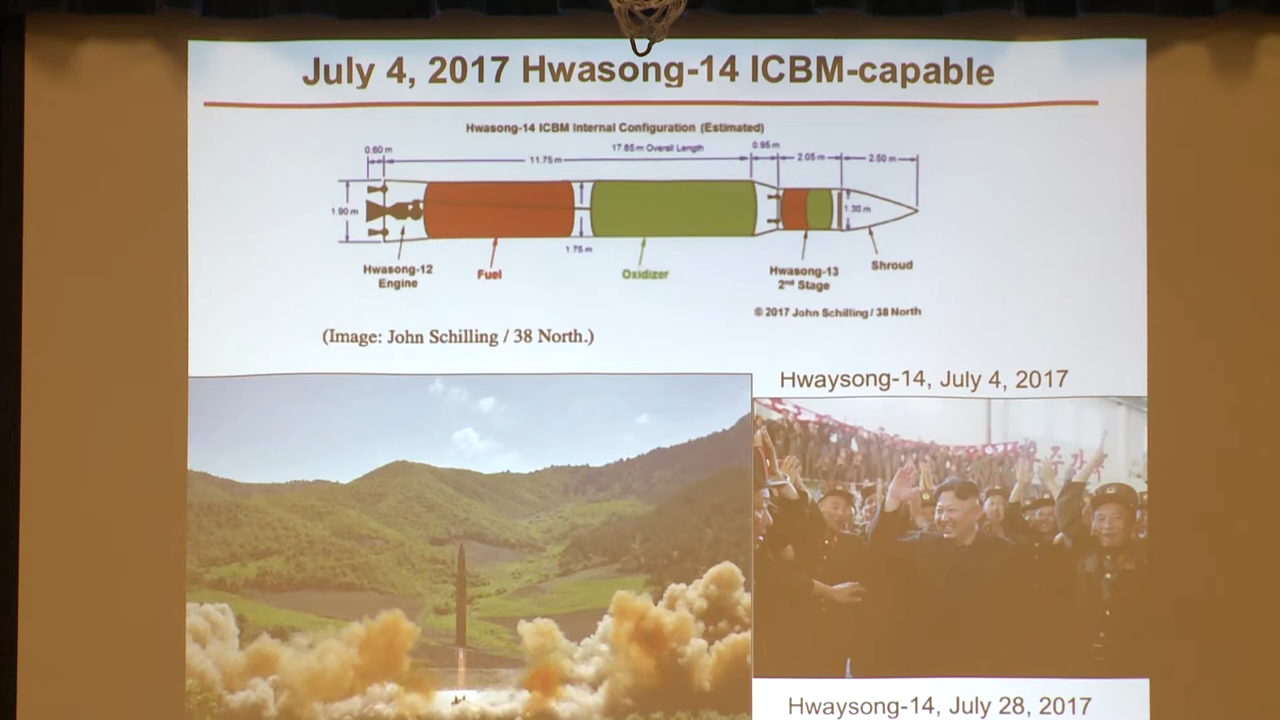 July 4, 2017 Hwasong-14 ICBM-capable
Hwasong-14 ICBM Internal Configuration (Estimated)
0.60 m
17.65m Overall Length
0.95 m
11.75m
2.05m
2.50 m
1.90 m
1.30 m
1.75 m
Hwasong-12
Engine
Fuel
Oxidizer
Hwasong-13
2nd Stage
Shroud
© 2017 John Schilling / 38 North
(Image: John Schilling / 38 North.)
Hwaysong-14, July 4, 2017
Hwaysong-14, July 28, 2017